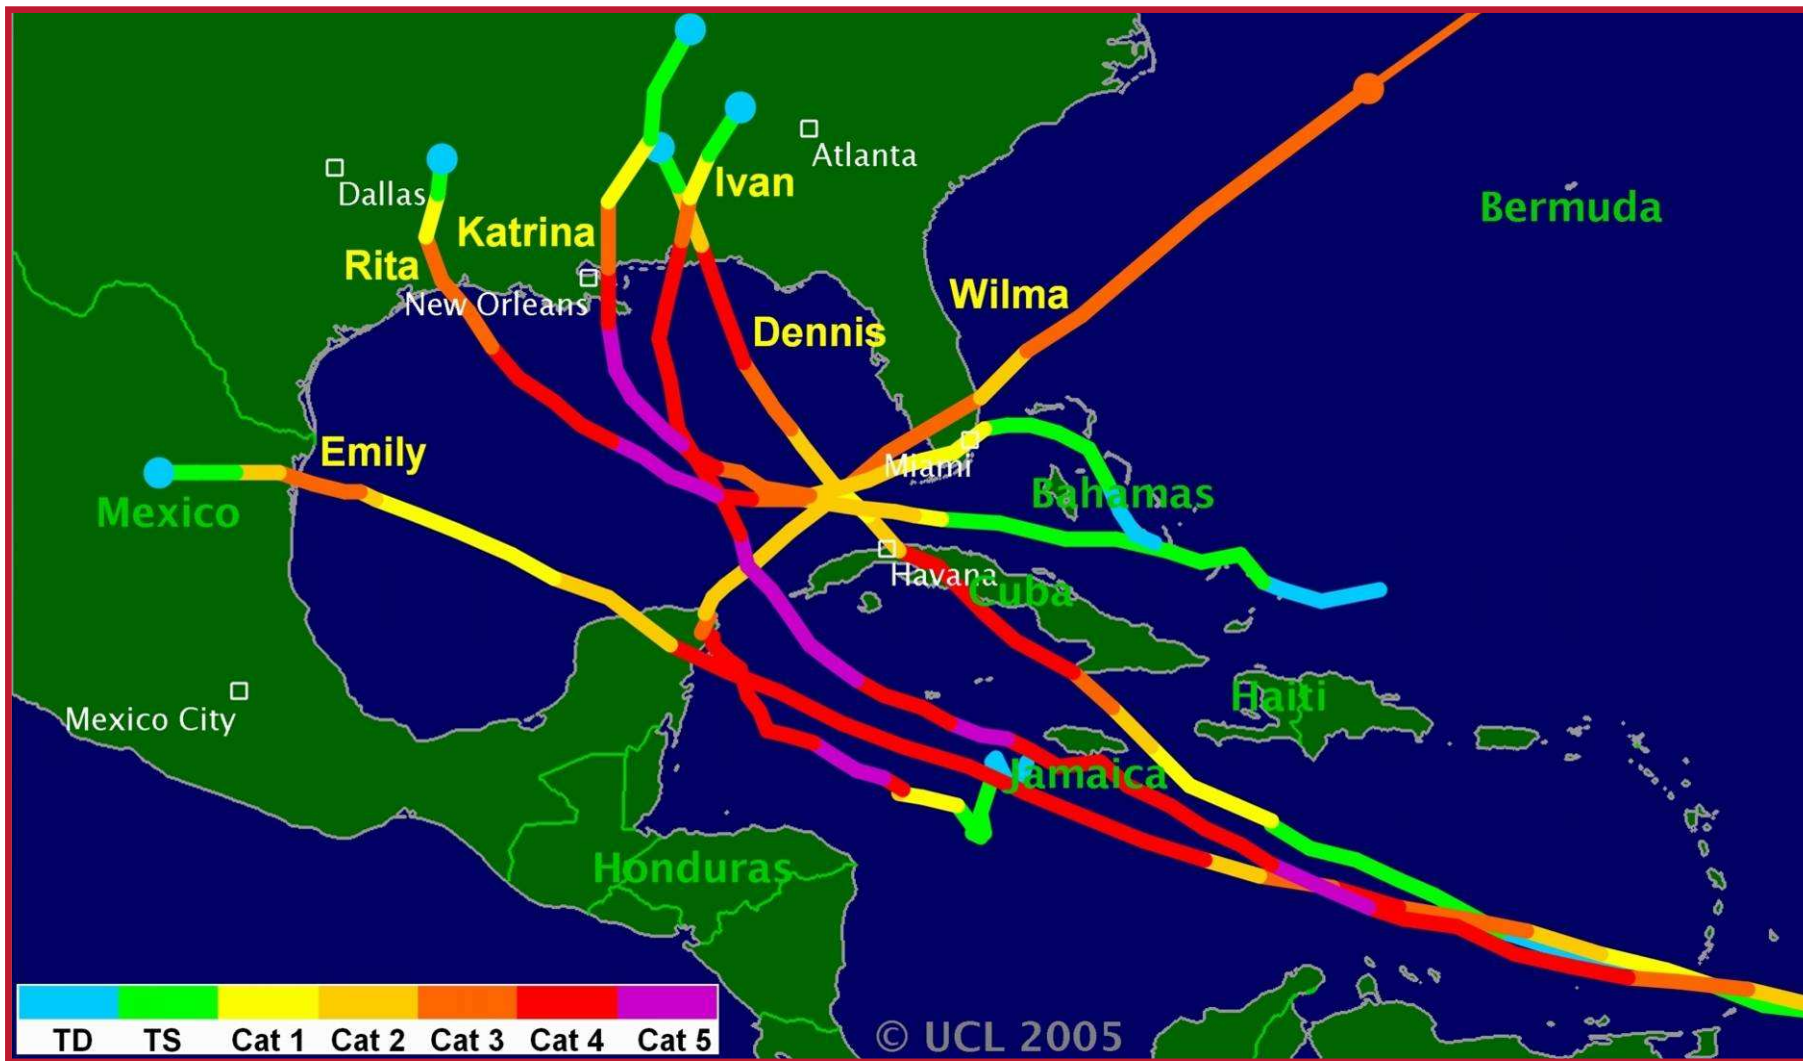 Atlanta
Dallas
Ivan
Katrina
Bermuda
Rita
New Orleans
Wilma
Dennis
Emily
Miami
Mexico
Bahamas
Havana
Cuba
Haiti
Mexico City
Jamaica
Honduras
TD TS Cat 1 Cat 2 Cat 3 Cat 4 Cat 5
© UCL 2005